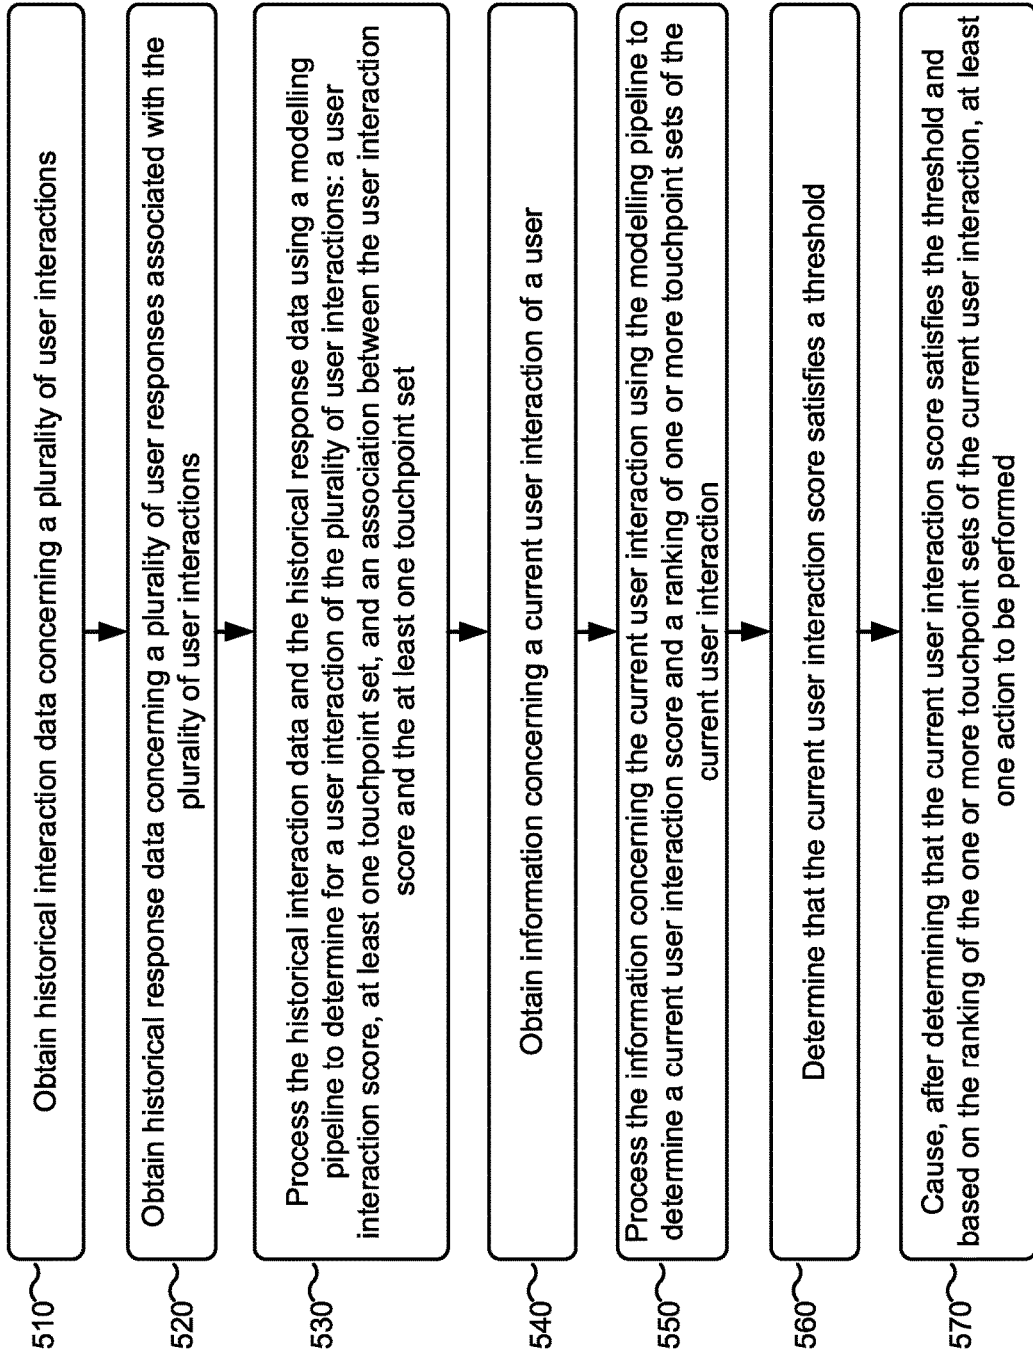 510
Obtain historical interaction data concerning a plurality of user interactions
520
Obtain historical response data concerning a plurality of user responses associated with the
plurality of user interactions
530
Process the historical interaction data and the historical response data using a modelling
pipeline to determine for a user interaction of the plurality of user interactions: a user
interaction score, at least one touchpoint set, and an association between the user interaction
score and the at least one touchpoint set
540
Obtain information concerning a current user interaction of a user
550
Process the information concerning the current user interaction using the modelling pipeline to
determine a current user interaction score and a ranking of one or more touchpoint sets of the
current user interaction
560
Determine that the current user interaction score satisfies a threshold
570
Cause, after determining that the current user interaction score satisfies the threshold and
based on the ranking of the one or more touchpoint sets of the current user interaction, at least
one action to be performed